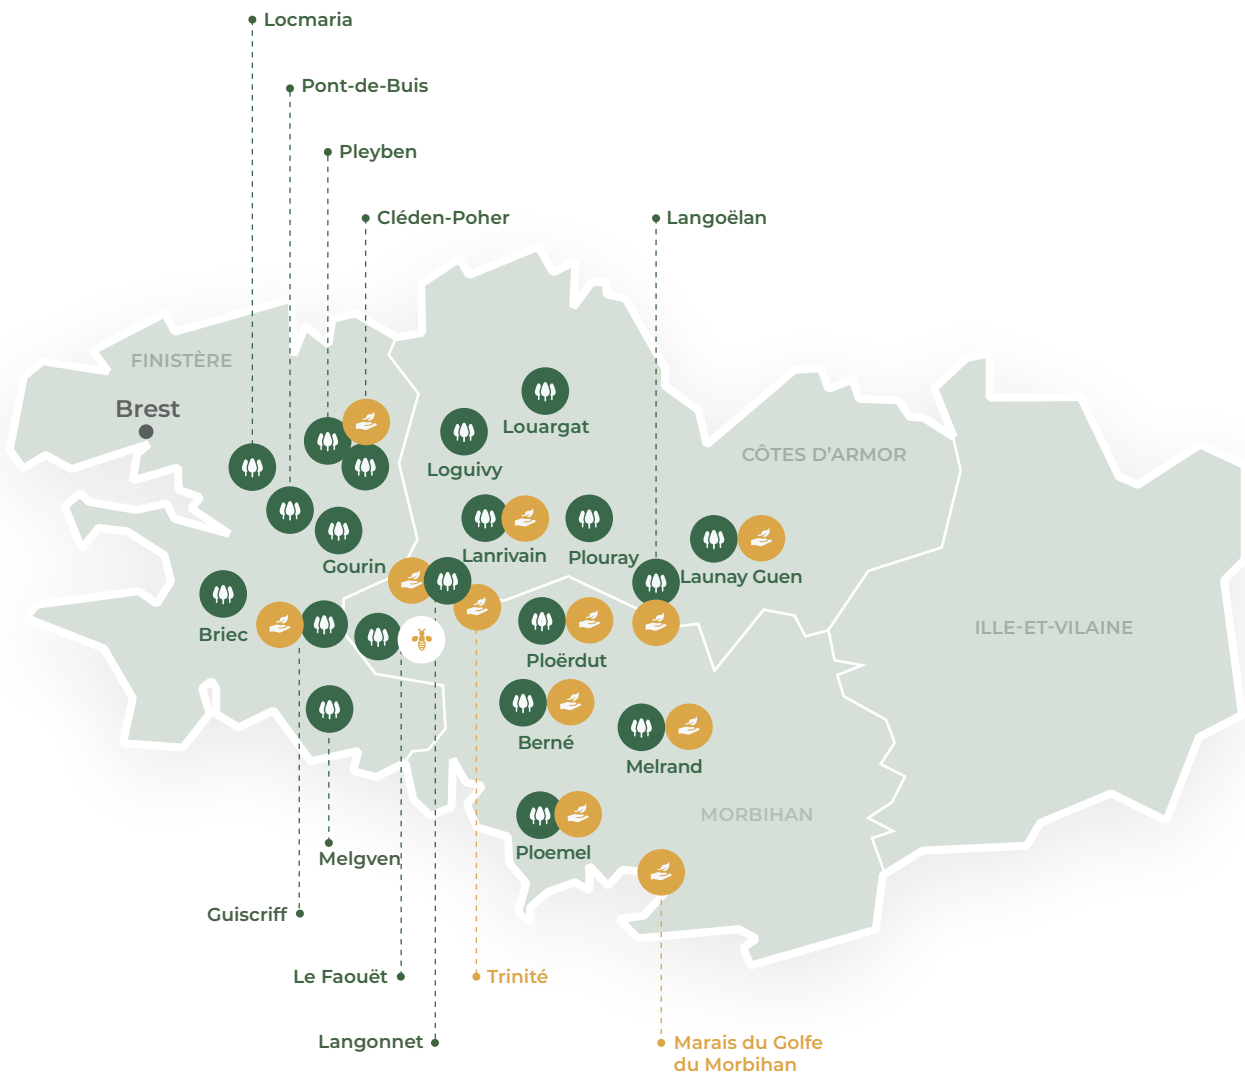 Locmaria
Pont-de-Buis
Pleyben
Cléden-Poher
Langoëlan
FINISTÈRE
Brest
Louargat
CÔTES D'ARMOR
Loguivy
Lanrivain
Plouray
Gourin
Launay Guen
Briec
ILLE-ET-VILAINE
Ploërdut
Berné
Melrand
MORBIHAN
Ploemel
Melgven
Guiscriff
Le Faouët
Trinité
Langonnet
Marais du Golfe
du Morbihan